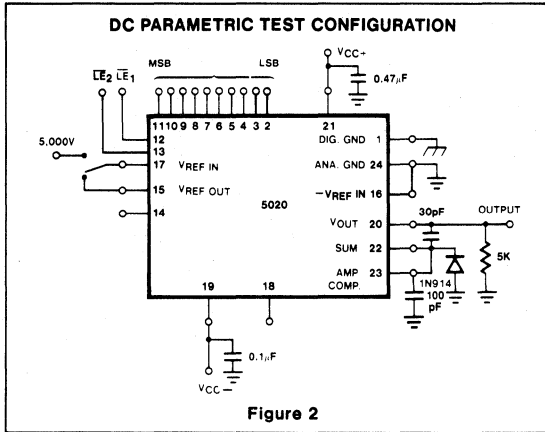 DC PARAMETRIC TEST CONFIGURATION
VCC+
LE2 LE1 MSB LSB
0.47µF
11 10 9 8 7 6 5 4 3 2 21
12 DIG. GND 1
5.000V
13 ANA. GND 24
17 VREF IN
-VREF IN 16
15 VREF OUT
30pF
5020
VOUT 20 OUTPUT
14
SUM 22 5K
AMP 23
COMP. 1N914
100
pF
19 18
0.1µF
VCC-
Figure 2